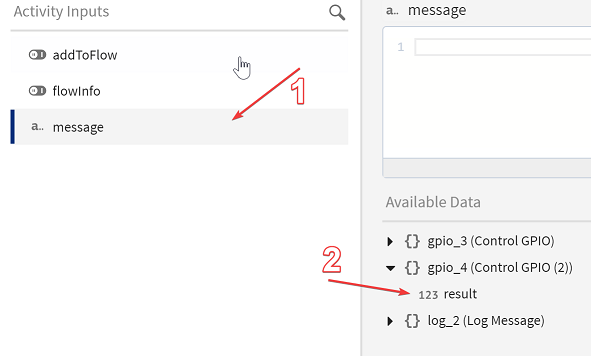 Activity Inputs
addToFlow
flowInfo
a.. message
1
a.. message
1
Available Data
{} gpio_3 (Control GPIO)
{} gpio_4 (Control GPIO (2))
2
123 result
{} log_2 (Log Message)